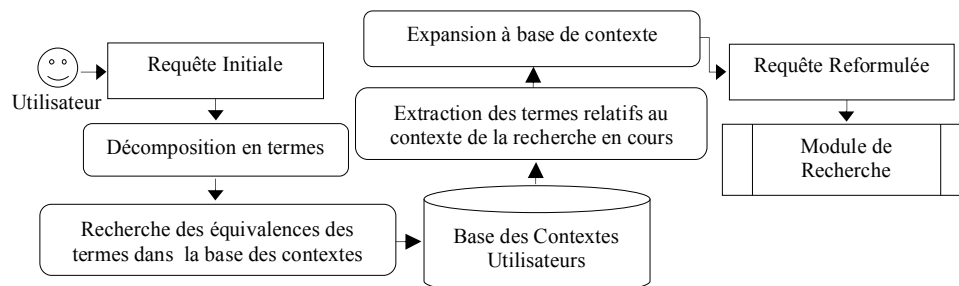 Utilisateur
Requête Initiale
Décomposition en termes
Recherche des équivalences des
termes dans la base des contextes
Base des Contextes
Utilisateurs
Extraction des termes relatifs au
contexte de la recherche en cours
Expansion à base de contexte
Requête Reformulée
Module de
Recherche